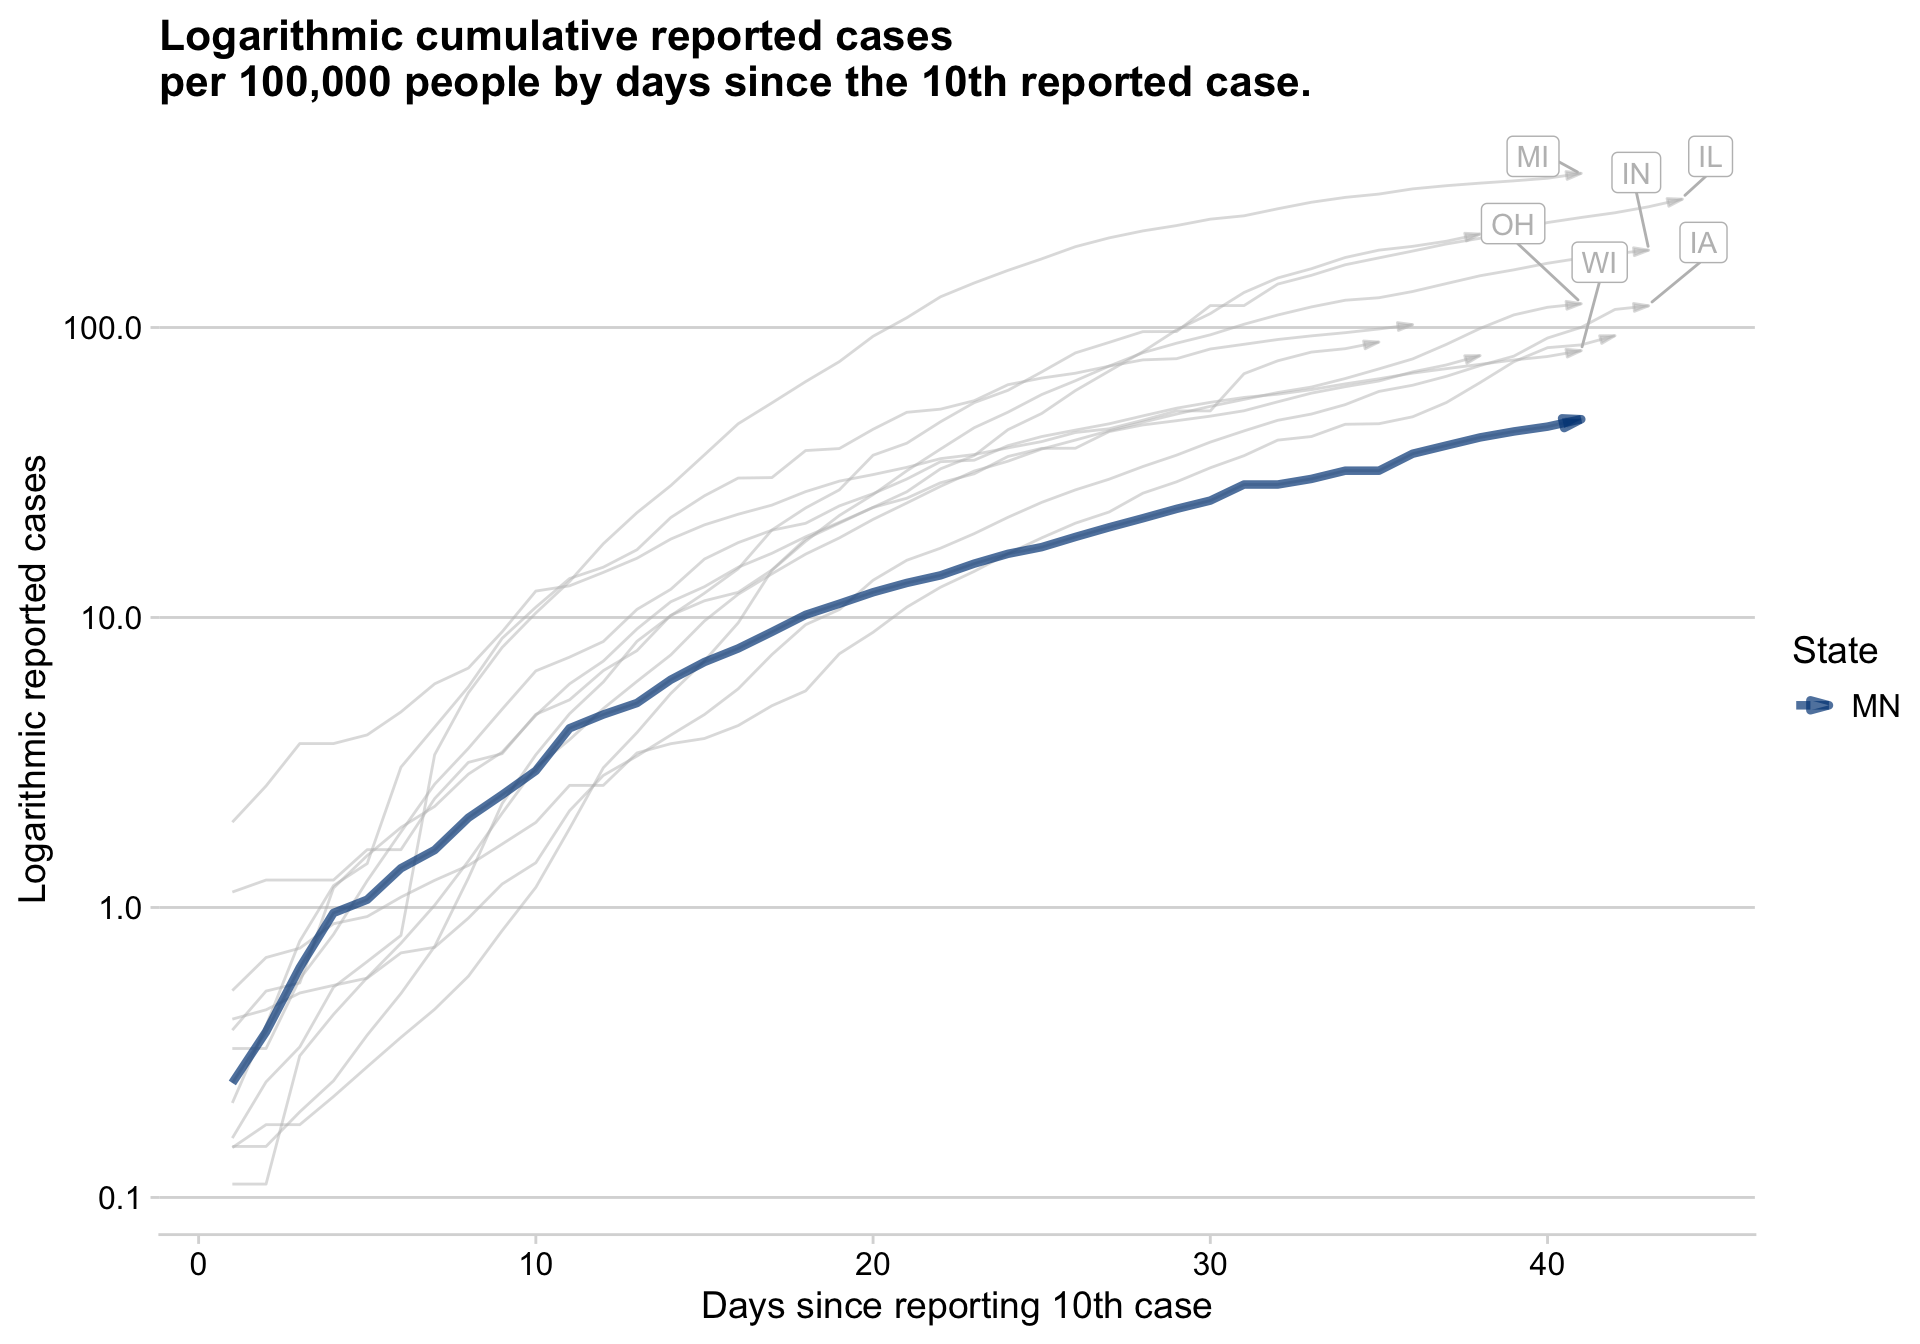 Logarithmic cumulative reported cases
per 100,000 people by days since the 10th reported case.
MI
IN
IL
OH
WI
IA
100.0
10.0
1.0
0.1
Logarithmic reported cases
State
MN
0
10
20
30
40
Days since reporting 10th case